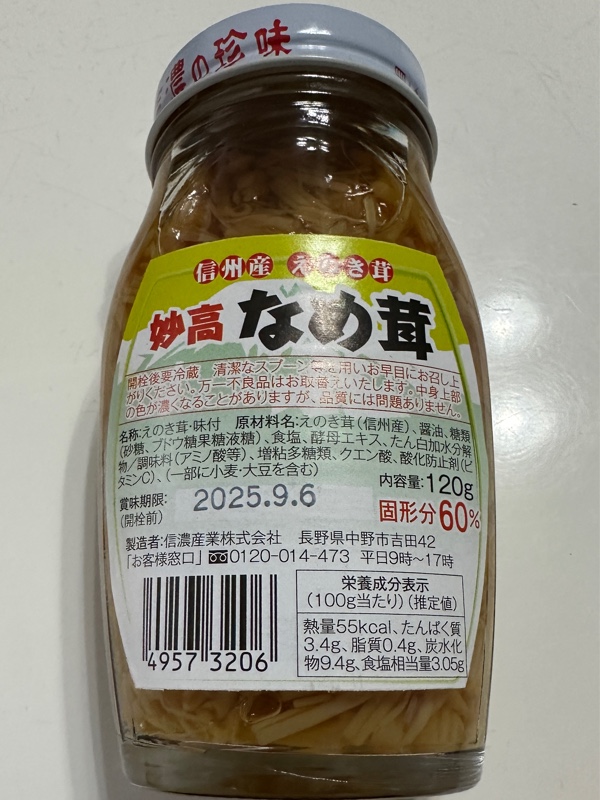 濃の珍味
信州産 えのき茸
妙高 なめ茸
開栓後要冷蔵 清潔なスプーン等を用いお早目にお召し上
がりください。万一不良品はお取替えいたします。中身上部
の色が濃くなることがありますが、品質には問題ありません。
名称:えのき茸・味付 原材料名:えのき茸(信州産)、醤油、糖類
(砂糖、ブドウ糖果糖液糖)、食塩、酵母エキス、たん白加水分解
物/調味料(アミノ酸等)、増粘多糖類、クエン酸、酸化防止剤(ビ
タミンC)、(一部に小麦・大豆を含む)
内容量:120g
賞味期限:
(開栓前)
2025.9.6
固形分60%
製造者:信濃産業株式会社 長野県中野市吉田42
「お客様窓口」 0120-014-473 平日9時~17時
4957 3206
栄養成分表示
(100g当たり)(推定値)
熱量55kcal、たんぱく質
3.4g、脂質0.4g、炭水化
物9.4g、食塩相当量3.05g